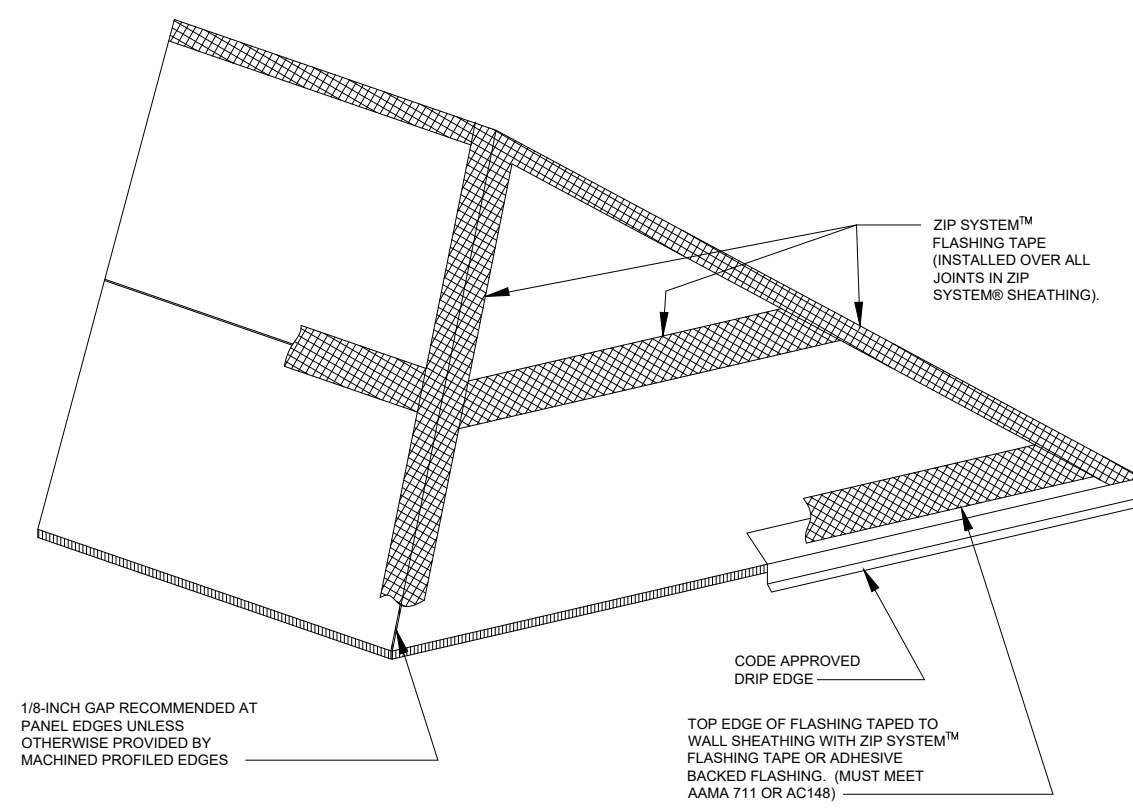 ZIP SYSTEM™
FLASHING TAPE
(INSTALLED OVER ALL
JOINTS IN ZIP
SYSTEM® SHEATHING).
CODE APPROVED
DRIP EDGE
1/8-INCH GAP RECOMMENDED AT
PANEL EDGES UNLESS
OTHERWISE PROVIDED BY
MACHINED PROFILED EDGES
TOP EDGE OF FLASHING TAPED TO
WALL SHEATHING WITH ZIP SYSTEM™
FLASHING TAPE OR ADHESIVE
BACKED FLASHING. (MUST MEET
AAMA 711 OR AC148)